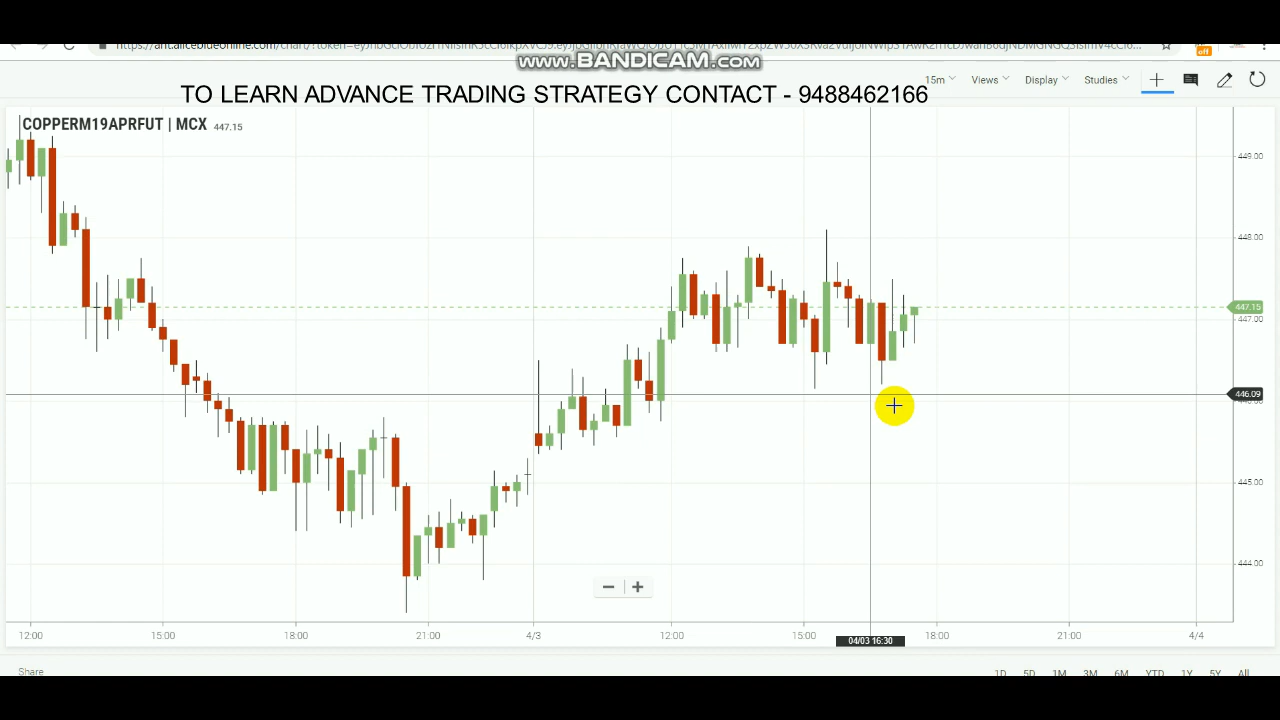 www.BANDICAM.com
15m Views Display Studies
TO LEARN ADVANCE TRADING STRATEGY CONTACT - 9488462166
COPPERM19APRFUT | MCX 447.15
449.00
448.00
447.15
447.00
446.09
445.00
444.00
12:00 15:00 18:00 21:00 4/3 12:00 15:00 18:00 21:00 4/4
04/03 16:30
Share
1D 5D 1M 3M 6M YTD 1Y 5Y All